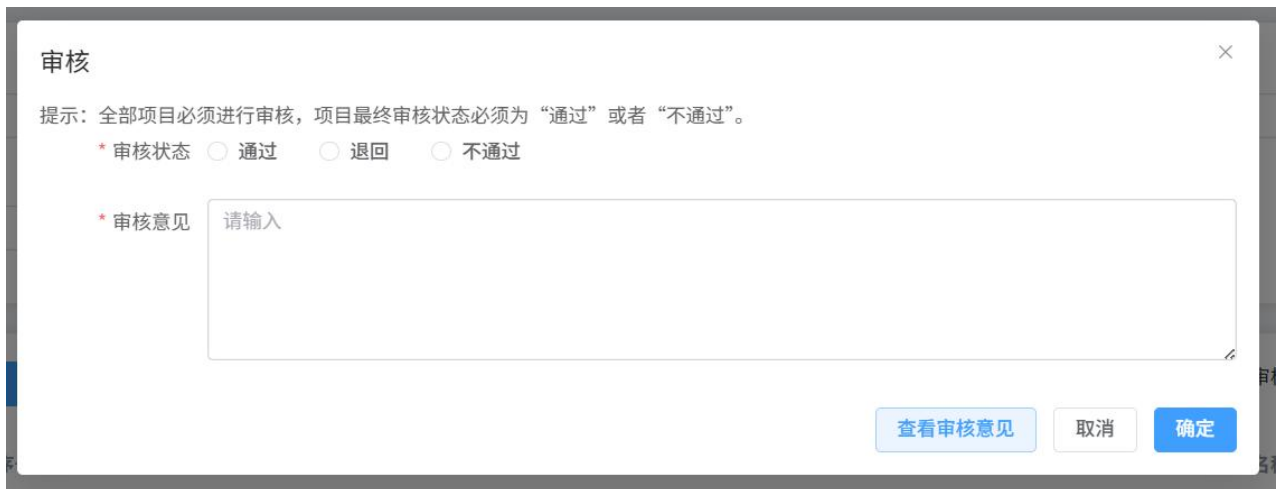 审核
提示：全部项目必须进行审核，项目最终审核状态必须为“通过”或者“不通过”。
* 审核状态 通过 退回 不通过
* 审核意见 请输入
查看审核意见 取消 确定